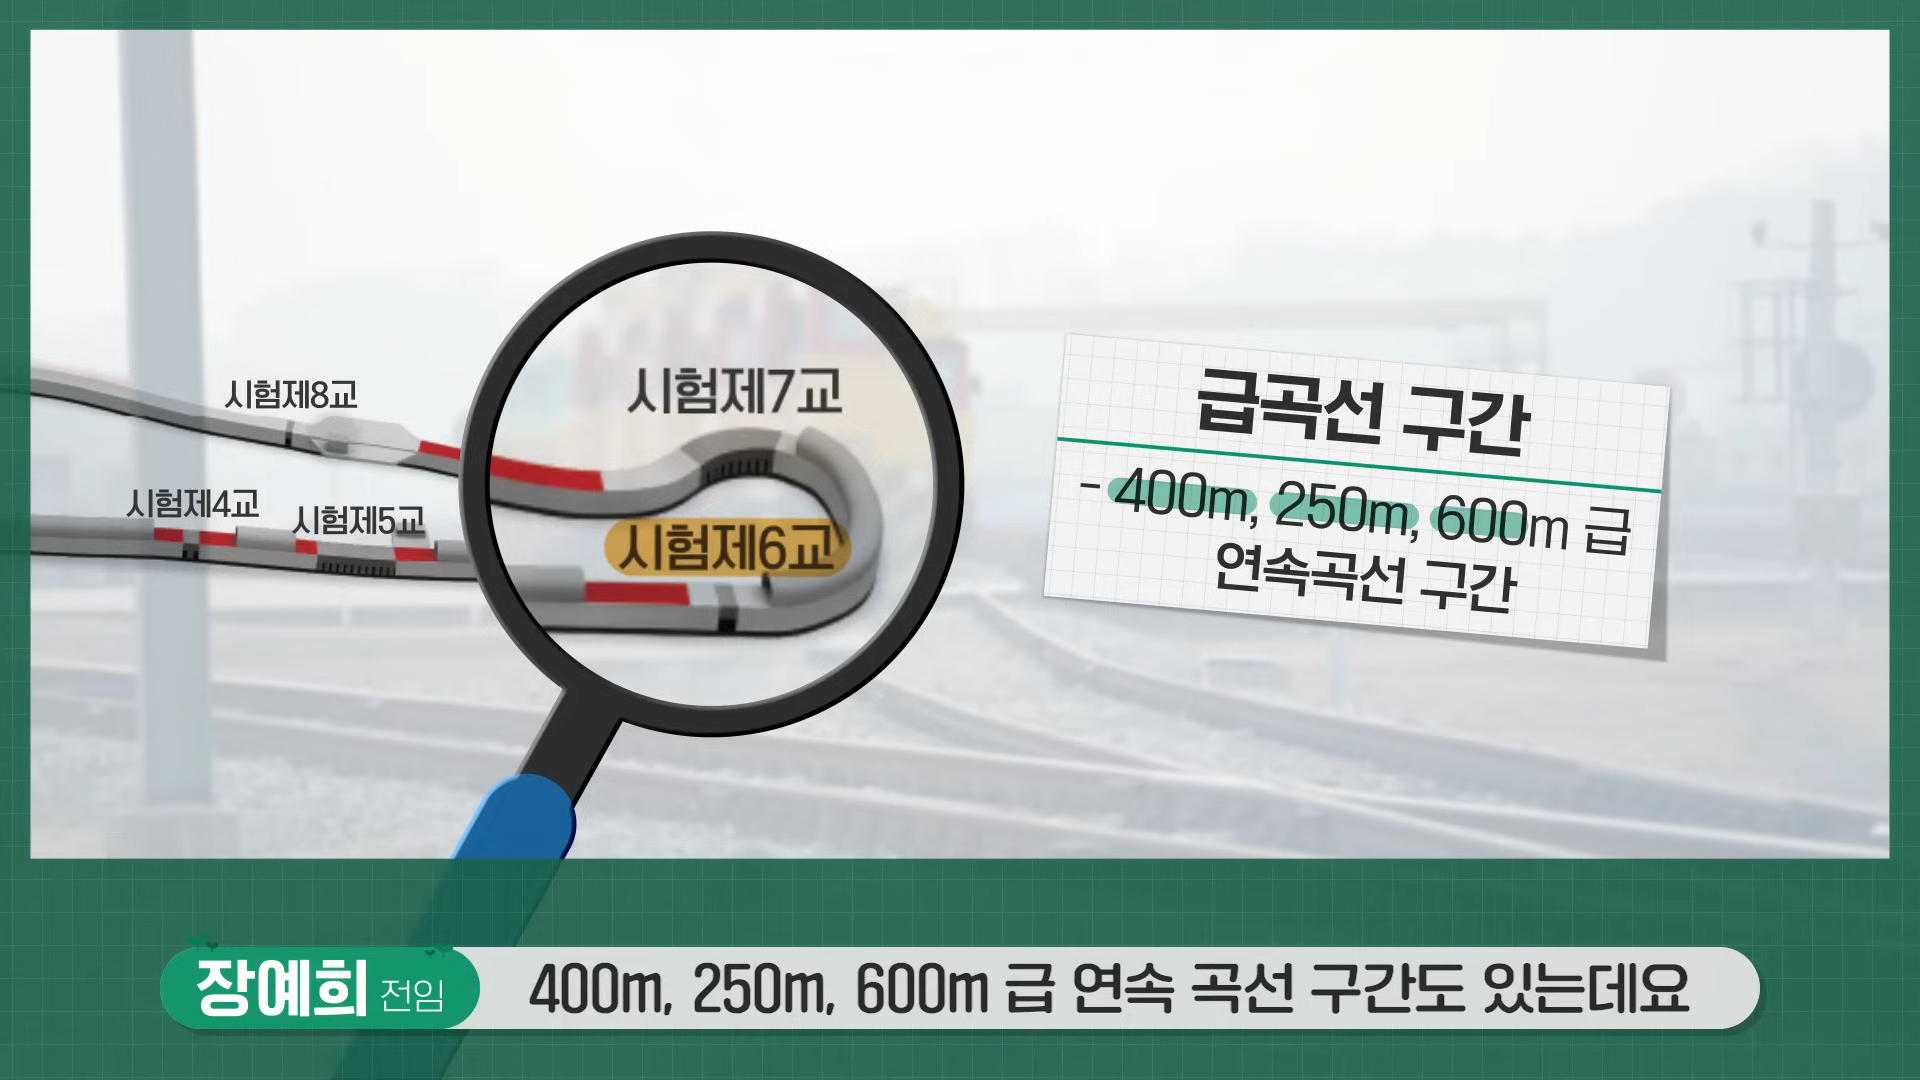 시험제8교
시험제7교
시험제4교
시험제5교
시험제6교
급곡선 구간
- 400m, 250m, 600m 급
연속곡선 구간
장예희 전임
400m, 250m, 600m 급 연속 곡선 구간도 있는데요